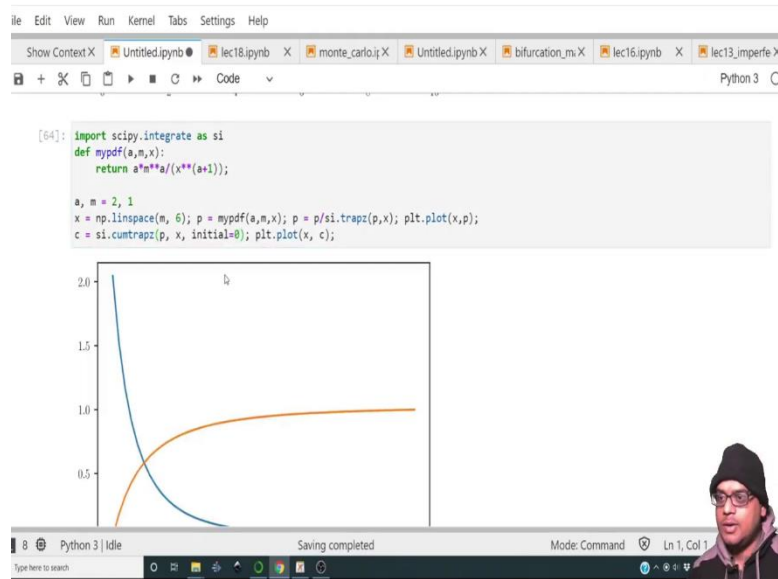 ile Edit View Run Kernel Tabs Settings Help
Show Context X Untitled.ipynb ● lec18.ipynb X monte_carlo.ip X Untitled.ipynb X bifurcation_m X lec16.ipynb X lec13_imperfe X
Code Python 3
[64]: import scipy.integrate as si
def mypdf(a,m,x):
return a*m**a/(x**(a+1));
a, m = 2, 1
x = np.linspace(m, 6); p = mypdf(a,m,x); p = p/si.trapz(p,x); plt.plot(x,p);
c = si.cumtrapz(p, x, initial=0); plt.plot(x, c);
2.0
1.5
1.0
0.5
8 Python 3 | Idle Saving completed Mode: Command Ln 1, Col 1
Type here to search